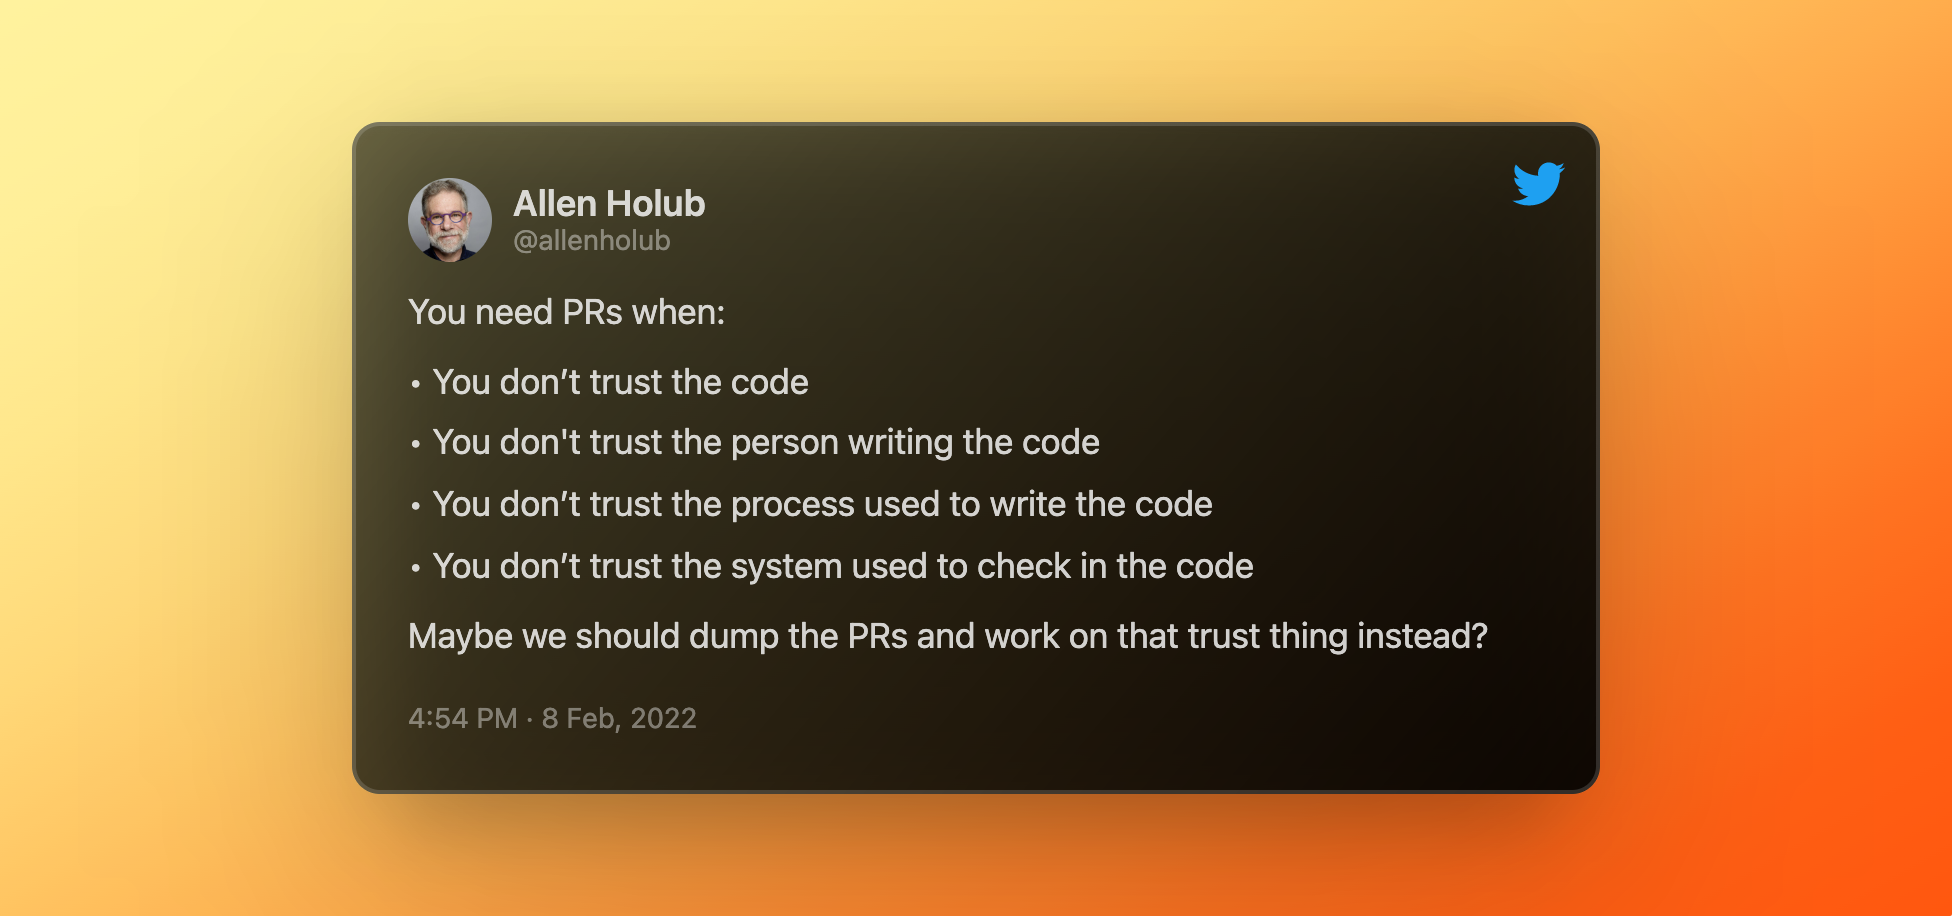 Allen Holub
@allenholub
You need PRs when:
• You don’t trust the code
• You don't trust the person writing the code
• You don’t trust the process used to write the code
• You don’t trust the system used to check in the code
Maybe we should dump the PRs and work on that trust thing instead?
4:54 PM · 8 Feb, 2022